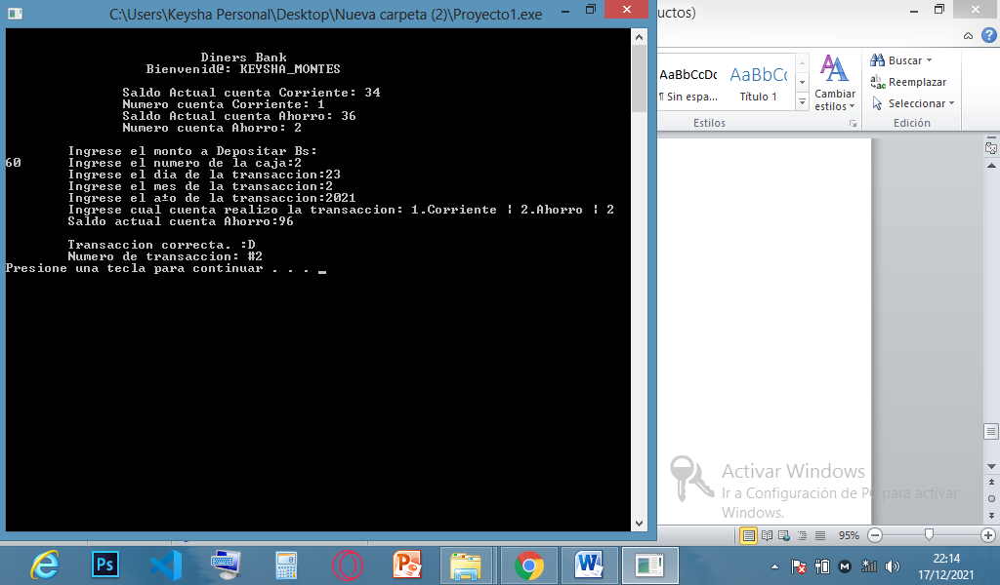 C:\Users\Keysha Personal\Desktop\Nueva carpeta (2)\Proyecto1.exe
Diners Bank
Bienvenid@: KEYSHA_MONTES
Saldo Actual cuenta Corriente: 34
Numero cuenta Corriente: 1
Saldo Actual cuenta Ahorro: 36
Numero cuenta Ahorro: 2
Ingrese el monto a Depositar Bs:
60 Ingrese el numero de la caja:2
Ingrese el dia de la transaccion:23
Ingrese el mes de la transaccion:2
Ingrese el a±o de la transaccion:2021
Ingrese cual cuenta realizo la transaccion: 1.Corriente ¦ 2.Ahorro ¦ 2
Saldo actual cuenta Ahorro:96
Transaccion correcta. :D
Numero de transaccion: #2
Presione una tecla para continuar . . . _
uctos)
AaBbCcDc AaBbC
¶ Sin espa... Título 1
Cambiar
estilos
Estilos
Buscar
Reemplazar
Seleccionar
Edición
Activar Windows
Ir a Configuración de PC para activar
Windows.
95%
Ps
22:14
17/12/2021